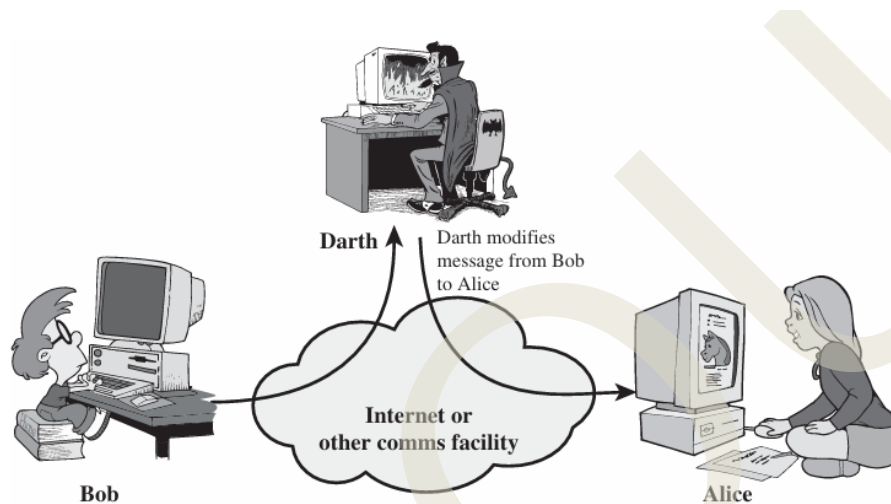 Darth
Darth modifies
message from Bob
to Alice
Internet or
other comms facility
Bob
Alice